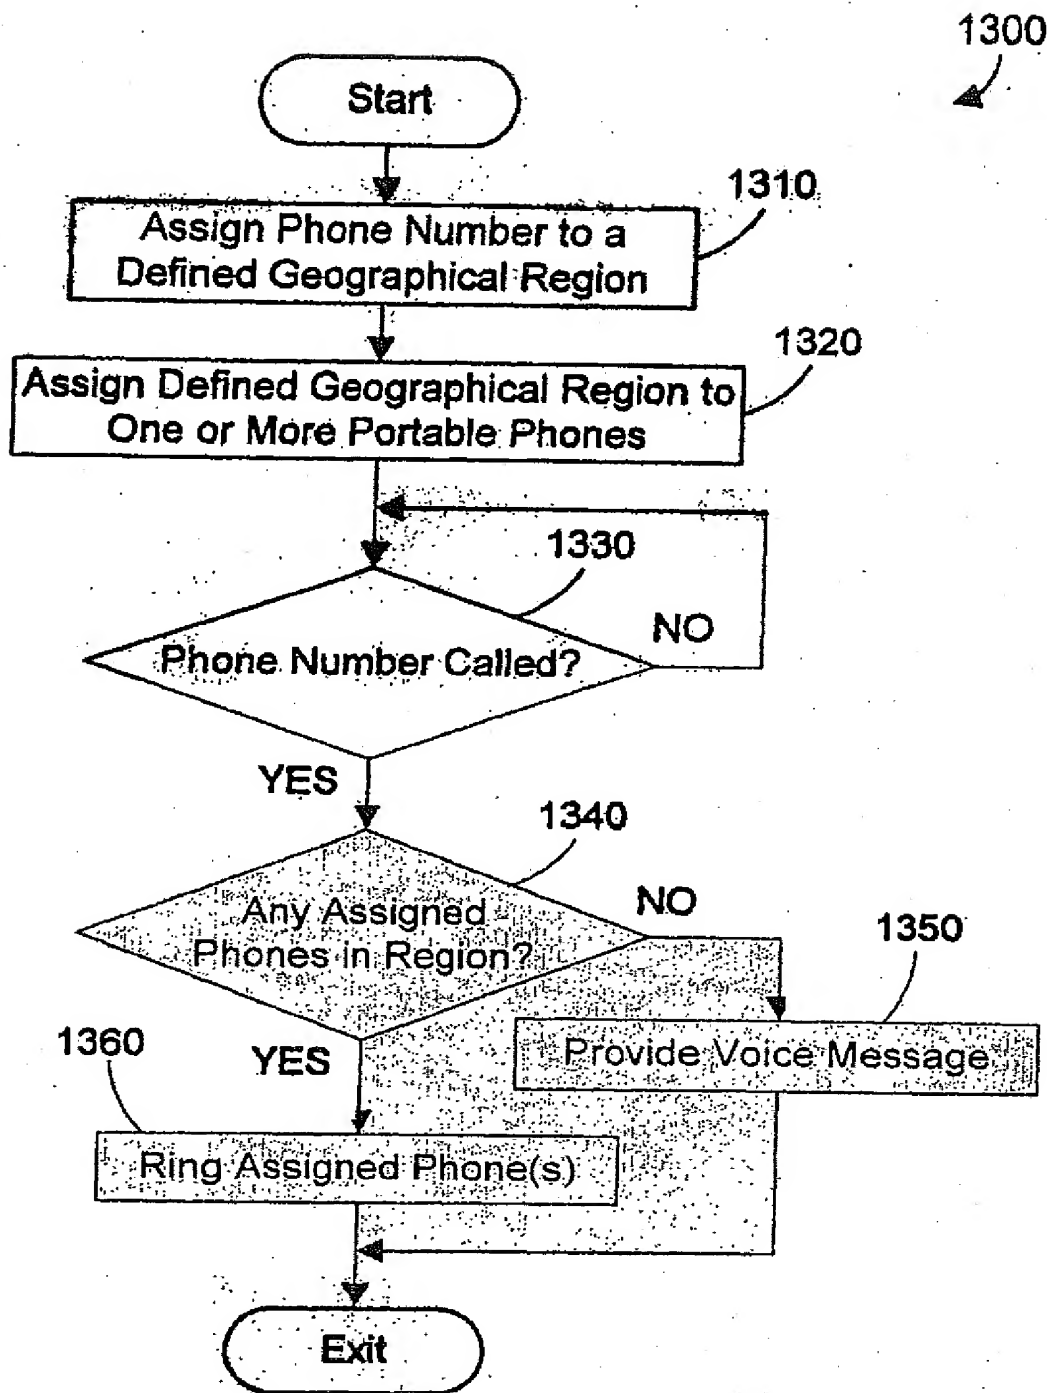 1300
Start
1310
Assign Phone Number to a
Defined Geographical Region
1320
Assign Defined Geographical Region to
One or More Portable Phones
1330
NO
Phone Number Called?
YES
1340
NO
Any Assigned
Phones in Region?
1350
1360
YES
Provide Voice Message
Ring Assigned Phone(s)
Exit